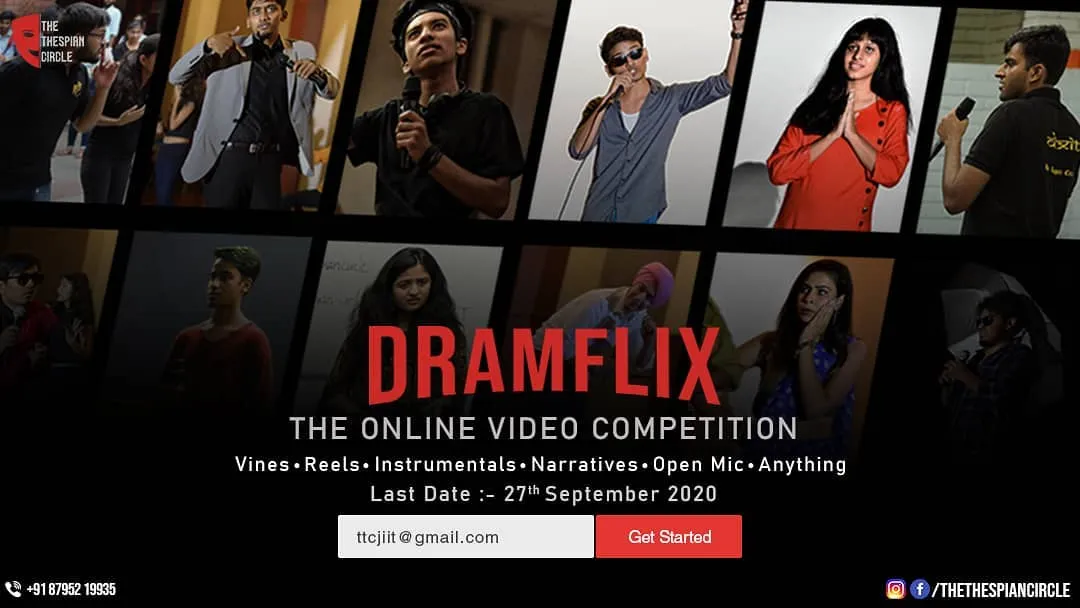 THE
THESPIAN
CIRCLE
DRAMFLIX
THE ONLINE VIDEO COMPETITION
Vines • Reels • Instrumentals • Narratives • Open Mic • Anything
Last Date :- 27th September 2020
ttcjiit@gmail.com Get Started
+91 87952 19935
/THETHESPIANCIRCLE